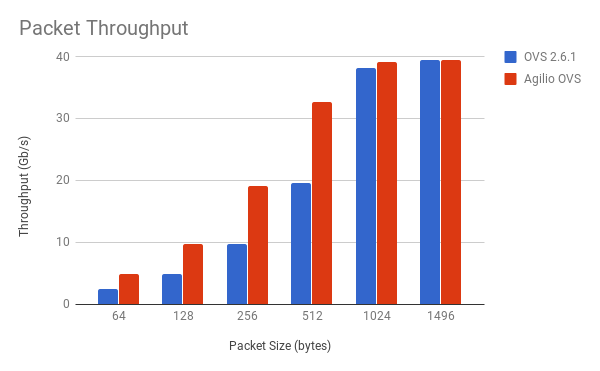 Packet Throughput
OVS 2.6.1
Agilio OVS
Throughput (Gb/s)
40
30
20
10
0
64 128 256 512 1024 1496
Packet Size (bytes)